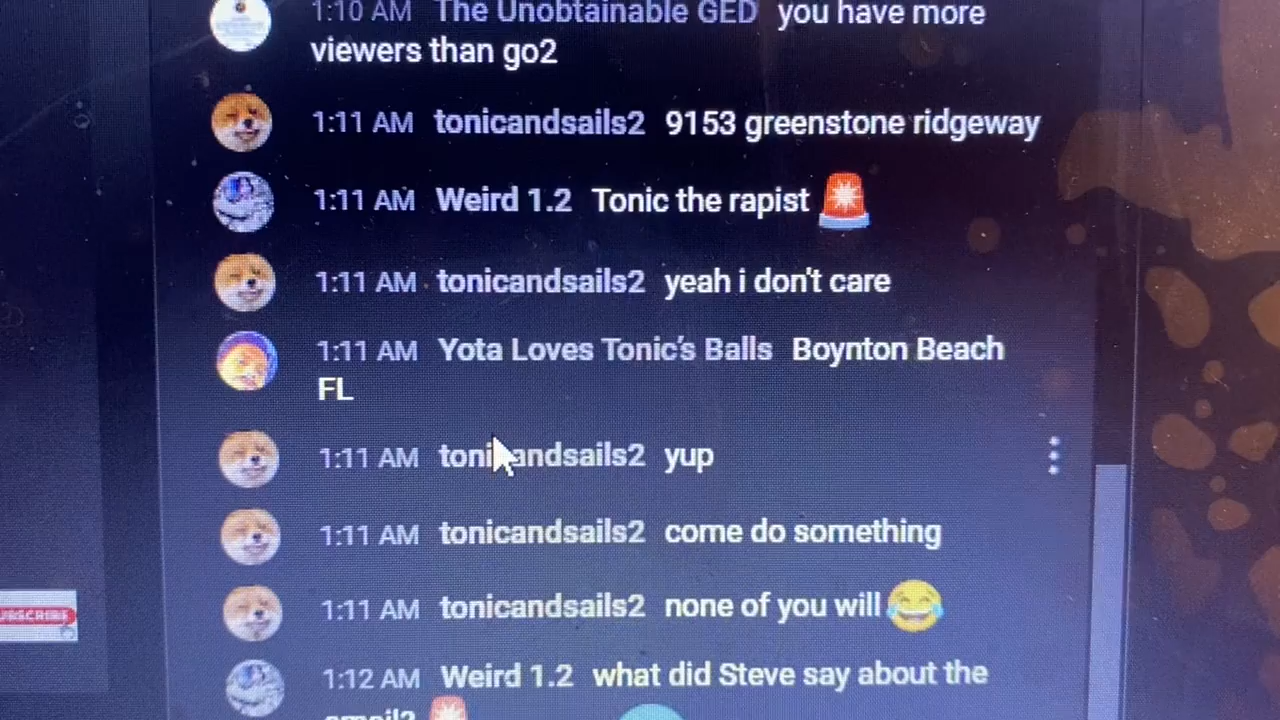 1:10 AM The Unobtainable GED you have more
viewers than go2
1:11 AM tonicandsails2 9153 greenstone ridgeway
1:11 AM Weird 1.2 Tonic the rapist 🚨
1:11 AM tonicandsails2 yeah i don't care
1:11 AM Yota Loves Tonic's Balls Boynton Beach
FL
1:11 AM tonicandsails2 yup
1:11 AM tonicandsails2 come do something
1:11 AM tonicandsails2 none of you will 😂
1:12 AM Weird 1.2 what did Steve say about the